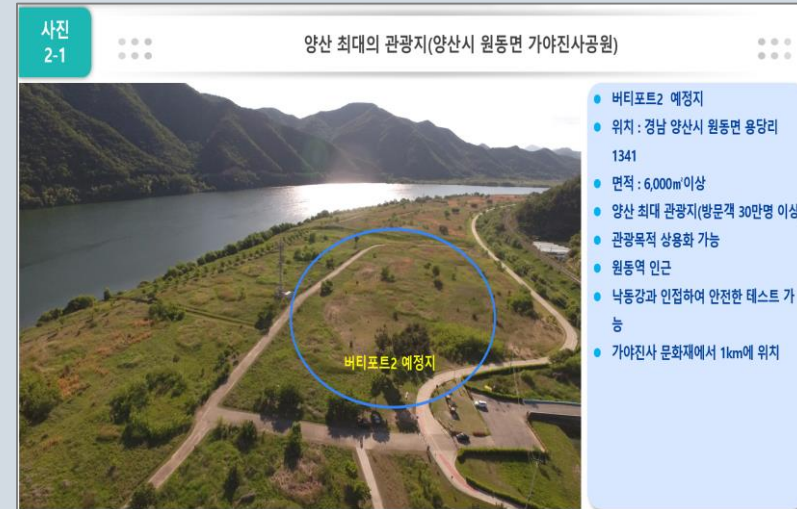 사진
2-1
양산 최대의 관광지(양산시 원동면 가야진사공원)
버티포트2 예정지
버티포트2 예정지
위치 : 경남 양산시 원동면 용당리
1341
면적 : 6,000㎡이상
양산 최대 관광지(방문객 30만명 이상
관광목적 상용화 가능
원동역 인근
낙동강과 인접하여 안전한 테스트 가
능
가야진사 문화재에서 1km에 위치